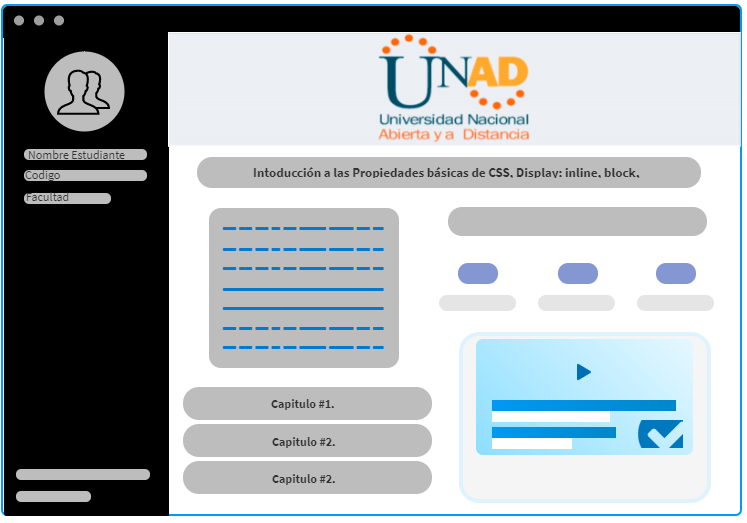 UNAD
Universidad Nacional
Abierta y a Distancia
Nombre Estudiante
Codigo
Facultad
Intoducción a las Propiedades básicas de CSS, Display: inline, block,
Capitulo #1.
Capitulo #2.
Capitulo #2.